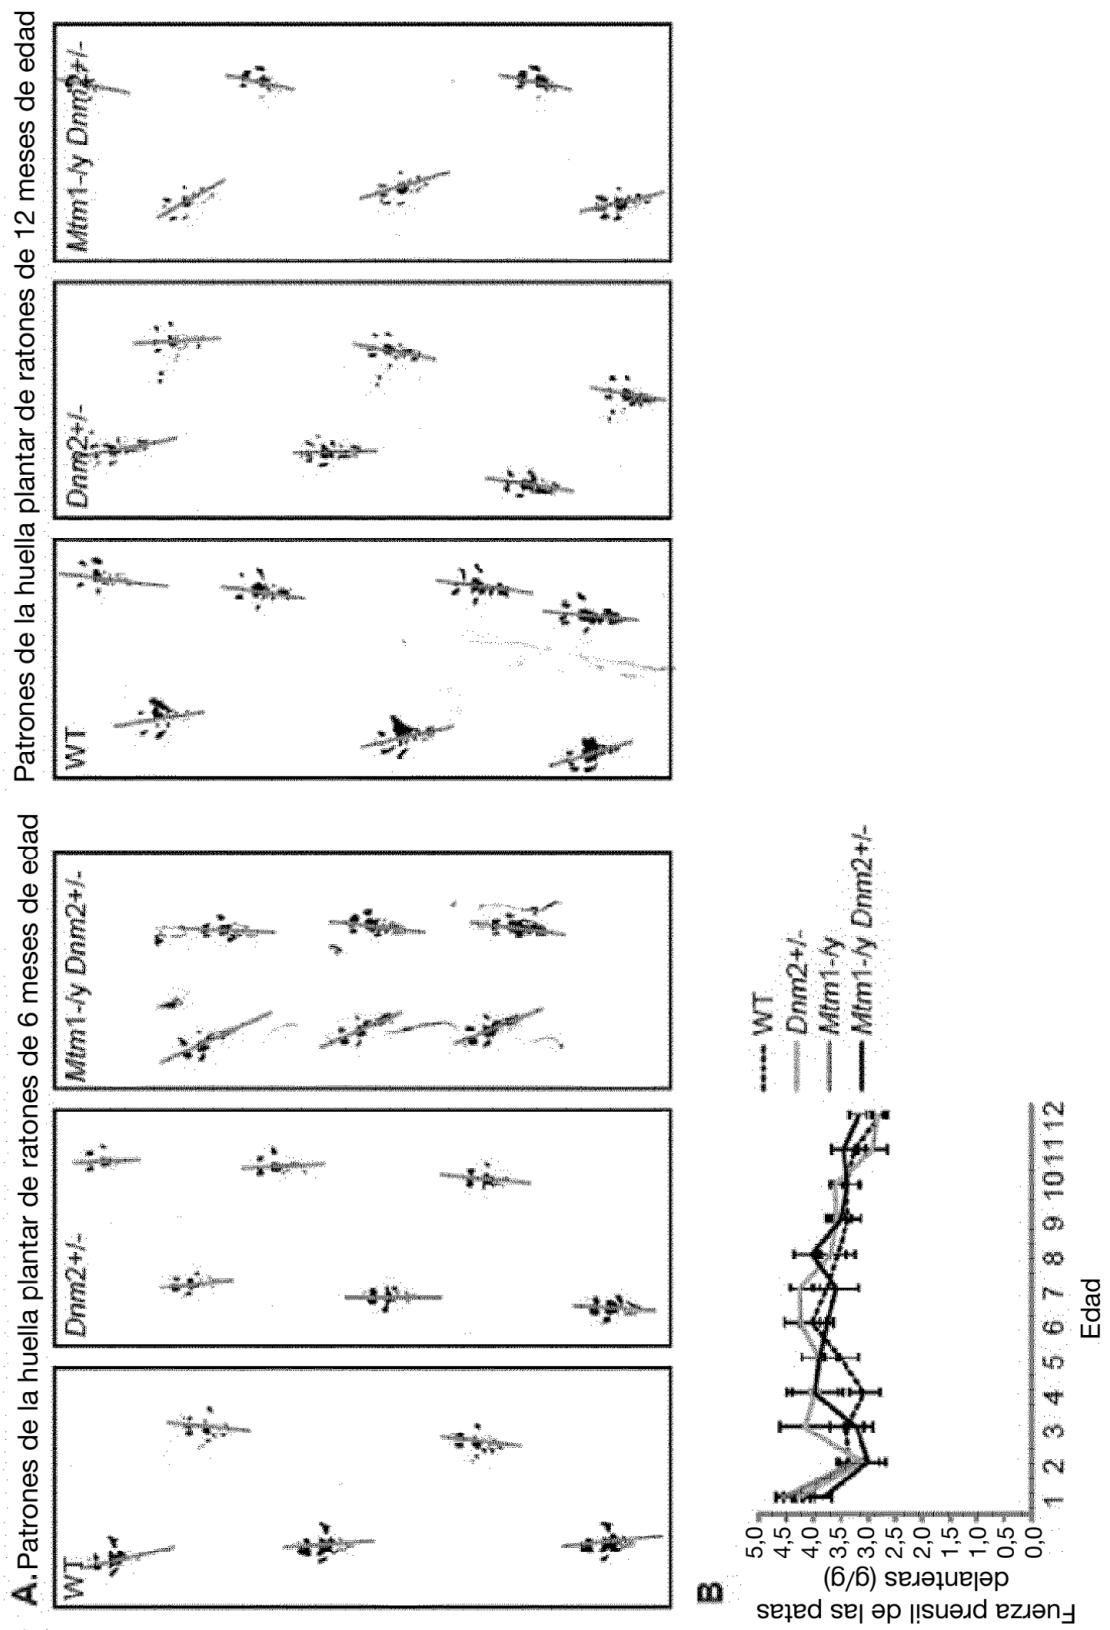 A. Patrones de la huella plantar de ratones de 6 meses de edad
WT
Dnm2+/-
Mtm1-/y Dnm2+/-
Patrones de la huella plantar de ratones de 12 meses de edad
WT
Dnm2+/-
Mtm1-/y Dnm2+/-
B
Fuerza prensil de las patas
delanteras (g/g)
5,0
4,5
4,0
3,5
3,0
2,5
2,0
1,5
1,0
0,5
0,0
1 2 3 4 5 6 7 8 9 10 11 12
Edad
WT
Dnm2+/-
Mtm1-/y
Mtm1-/y Dnm2+/-